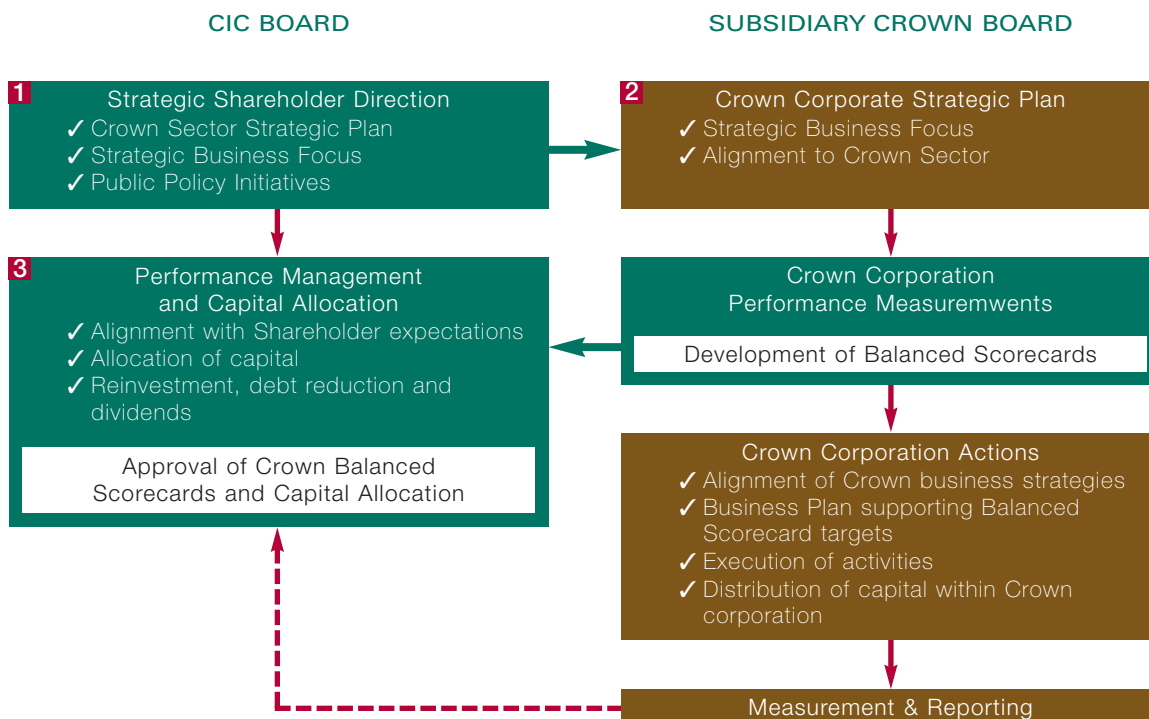 CIC BOARD
SUBSIDIARY CROWN BOARD
1
Strategic Shareholder Direction
✓ Crown Sector Strategic Plan
✓ Strategic Business Focus
✓ Public Policy Initiatives
2
Crown Corporate Strategic Plan
✓ Strategic Business Focus
✓ Alignment to Crown Sector
3
Performance Management
and Capital Allocation
✓ Alignment with Shareholder expectations
✓ Allocation of capital
✓ Reinvestment, debt reduction and
dividends
Approval of Crown Balanced
Scorecards and Capital Allocation
Crown Corporation
Performance Measuremwents
Development of Balanced Scorecards
Crown Corporation Actions
✓ Alignment of Crown business strategies
✓ Business Plan supporting Balanced
Scorecard targets
✓ Execution of activities
✓ Distribution of capital within Crown
corporation
Measurement & Reporting